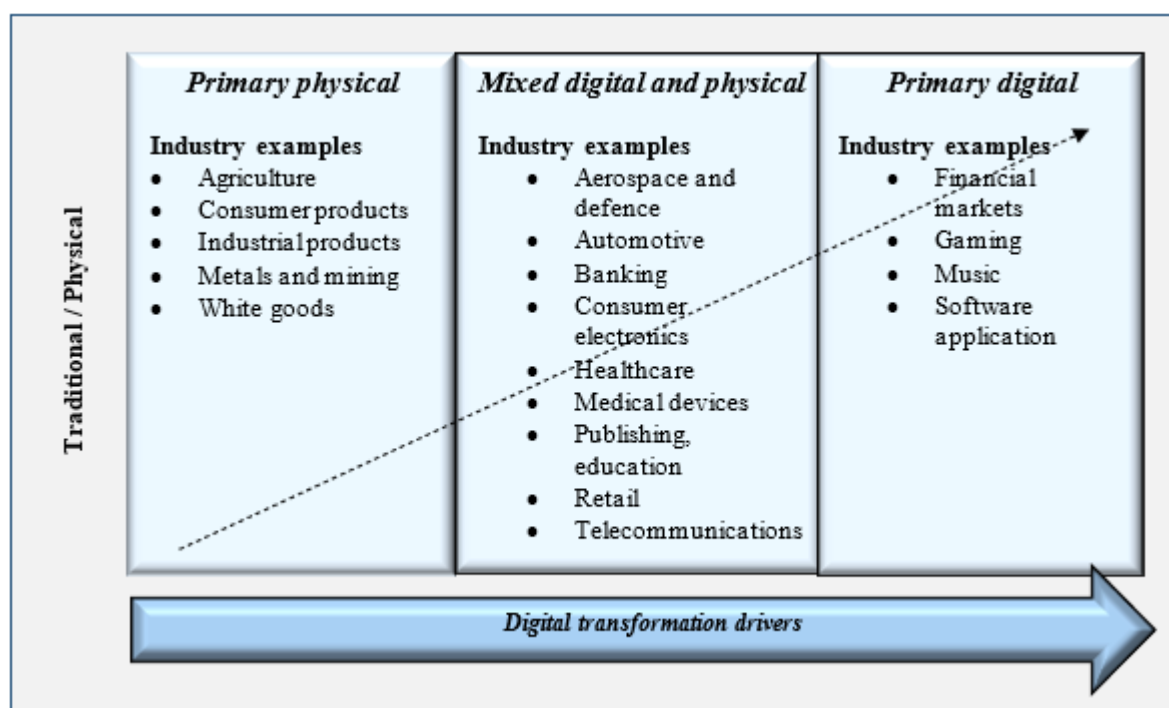 Traditional / Physical
Primary physical
Industry examples
• Agriculture
• Consumer products
• Industrial products
• Metals and mining
• White goods
Mixed digital and physical
Industry examples
• Aerospace and
defence
• Automotive
• Banking
• Consumer
electronics
• Healthcare
• Medical devices
• Publishing,
education
• Retail
• Telecommunications
Primary digital
Industry examples
• Financial
markets
• Gaming
• Music
• Software
application
Digital transformation drivers